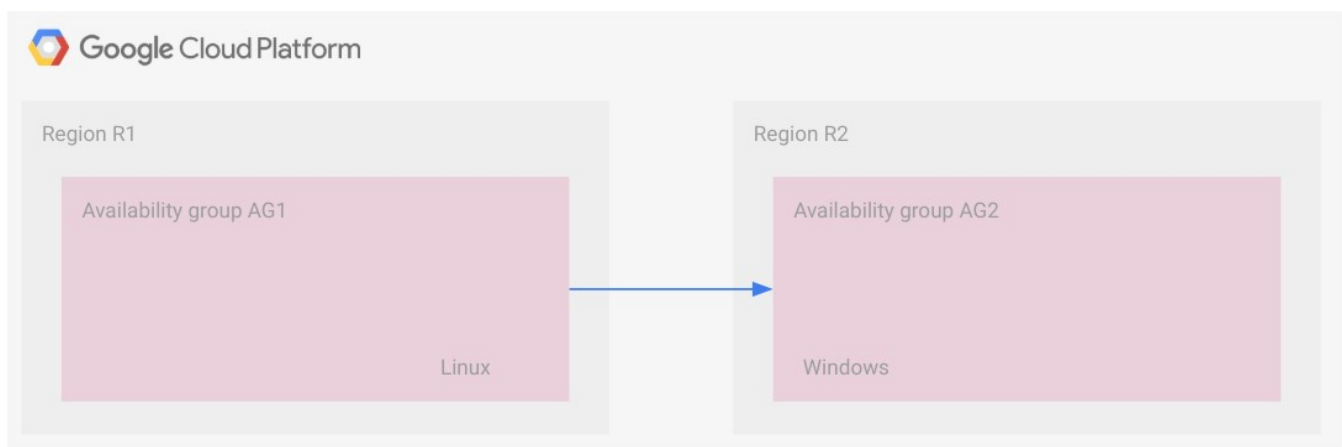 Google Cloud Platform
Region R1
Region R2
Availability group AG1
Availability group AG2
Linux
Windows